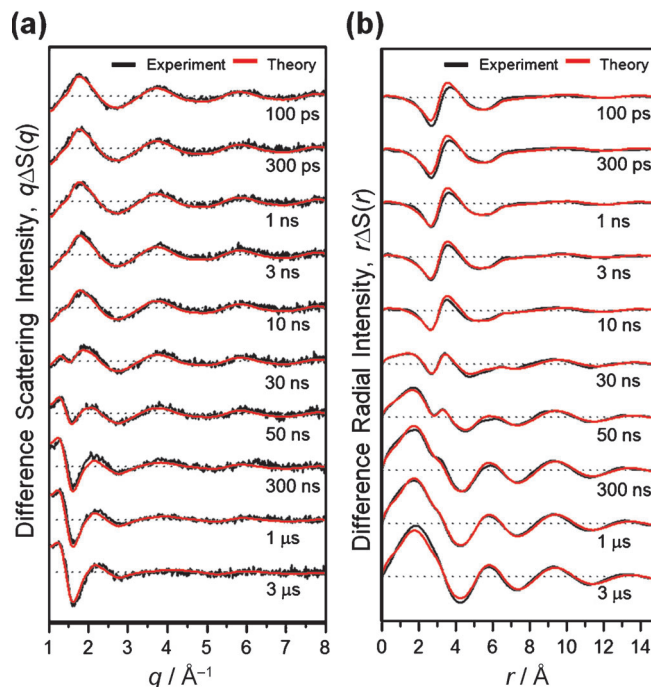 (a)
Experiment Theory
Difference Scattering Intensity, qΔS(q)
100 ps
300 ps
1 ns
3 ns
10 ns
30 ns
50 ns
300 ns
1 μs
3 μs
1 2 3 4 5 6 7 8
q / Å⁻¹
(b)
Experiment Theory
Difference Radial Intensity, rΔS(r)
100 ps
300 ps
1 ns
3 ns
10 ns
30 ns
50 ns
300 ns
1 μs
3 μs
0 2 4 6 8 10 12 14
r / Å